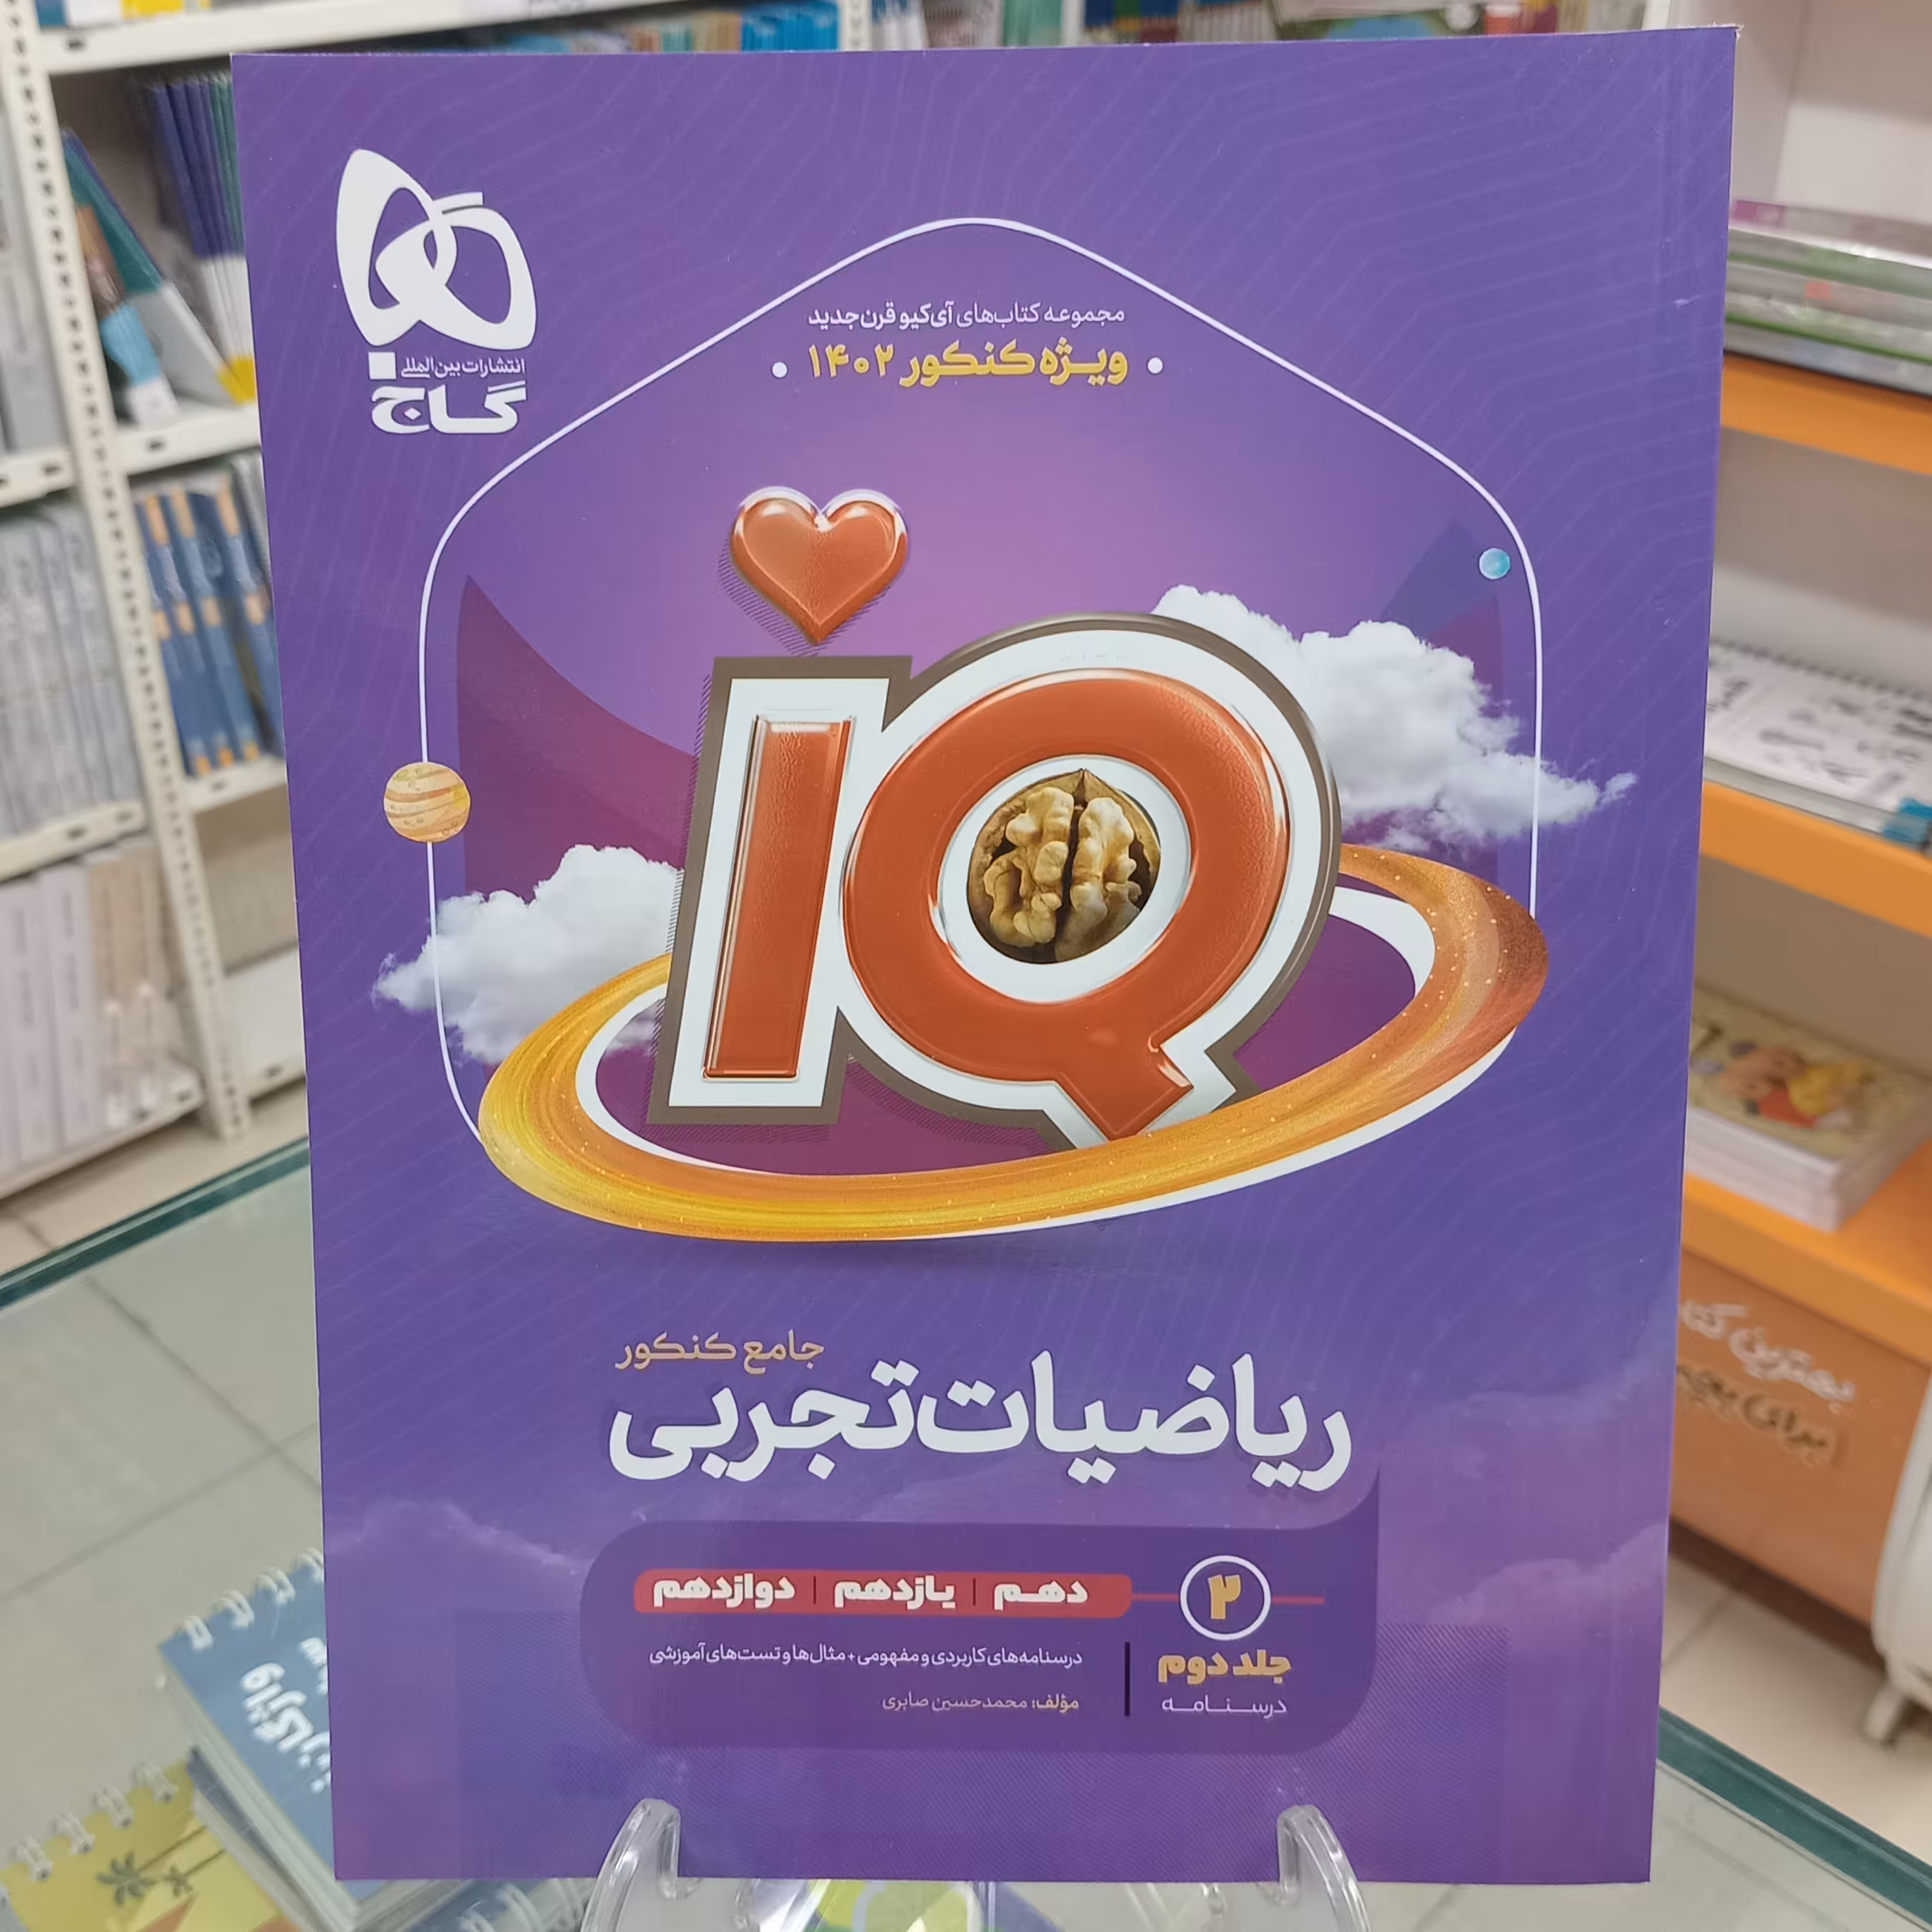 انتشارات بین‌المللی
گاج
مجموعه کتاب‌های آی‌کیو قرن جدید
ویژه کنکور ۱۴۰۲
IQ
جامع کنکور
ریاضیات تجربی
۲
دهم | یازدهم | دوازدهم
جلد دوم
درسنامه
درسنامه‌های کاربردی و مفهومی + مثال‌ها و تست‌های آموزشی
مؤلف: محمدحسین صابری
بهترین
برای